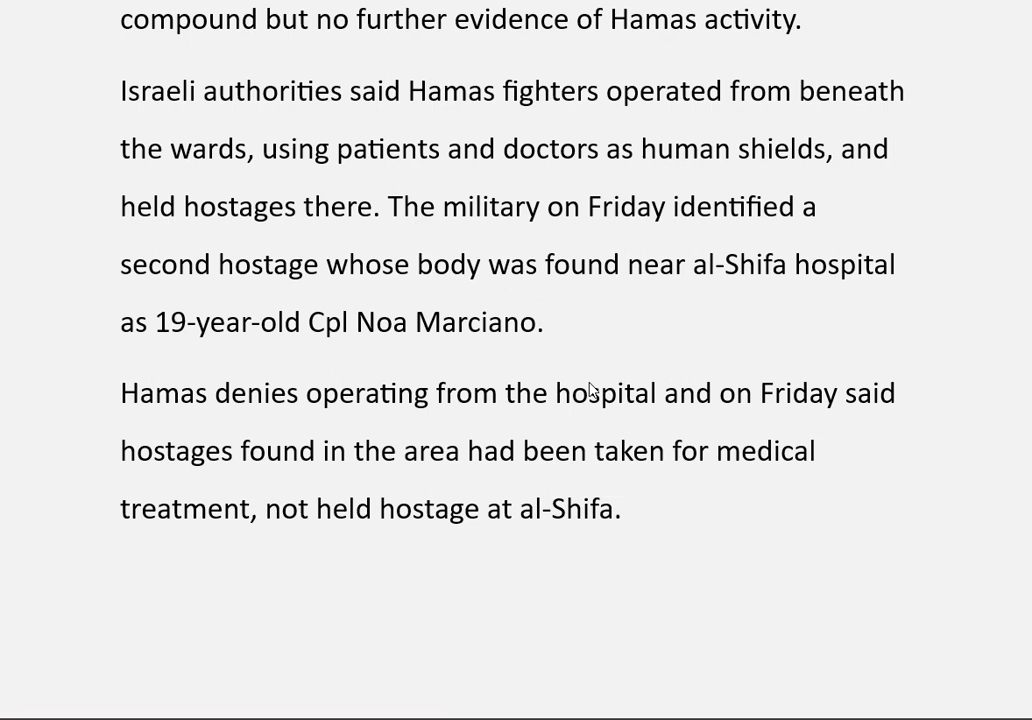 compound but no further evidence of Hamas activity.
Israeli authorities said Hamas fighters operated from beneath
the wards, using patients and doctors as human shields, and
held hostages there. The military on Friday identified a
second hostage whose body was found near al-Shifa hospital
as 19-year-old Cpl Noa Marciano.
Hamas denies operating from the hospital and on Friday said
hostages found in the area had been taken for medical
treatment, not held hostage at al-Shifa.